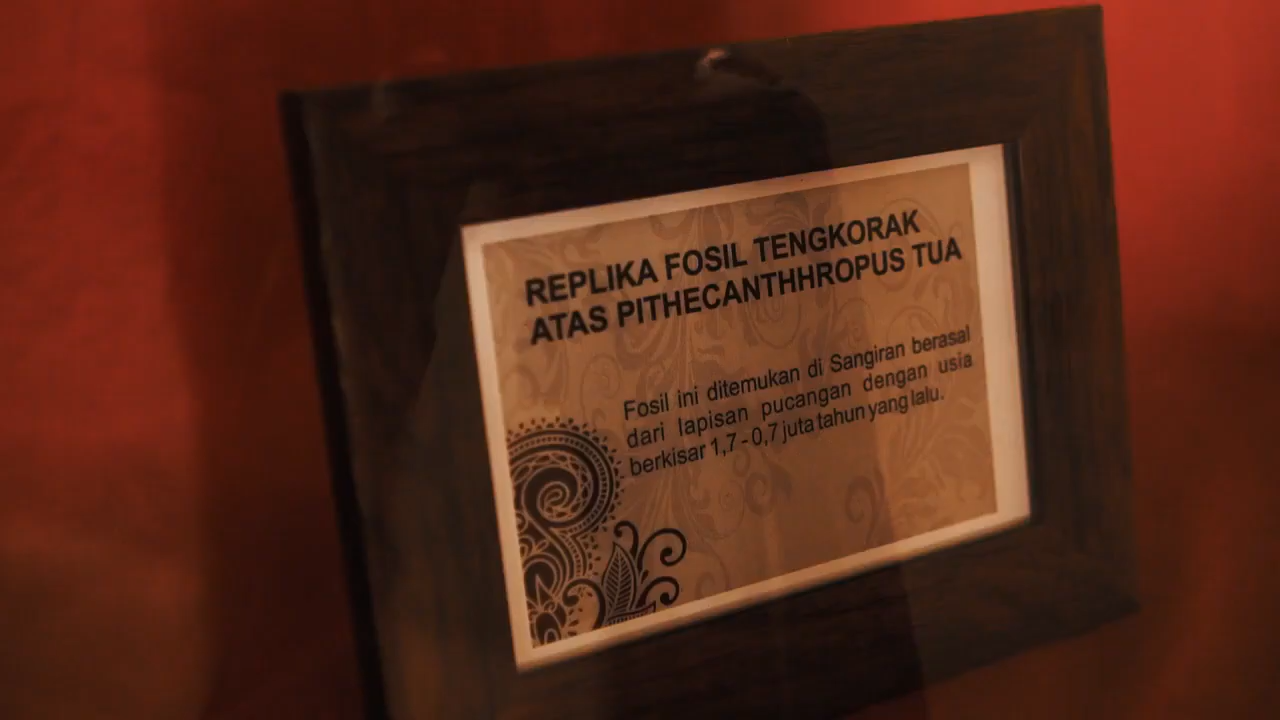 REPLIKA FOSIL TENGKORAK
ATAS PITHECANTHHROPUS TUA
Fosil ini ditemukan di Sangiran berasal
dari lapisan pucangan dengan usia
berkisar 1,7 - 0,7 juta tahun yang lalu.